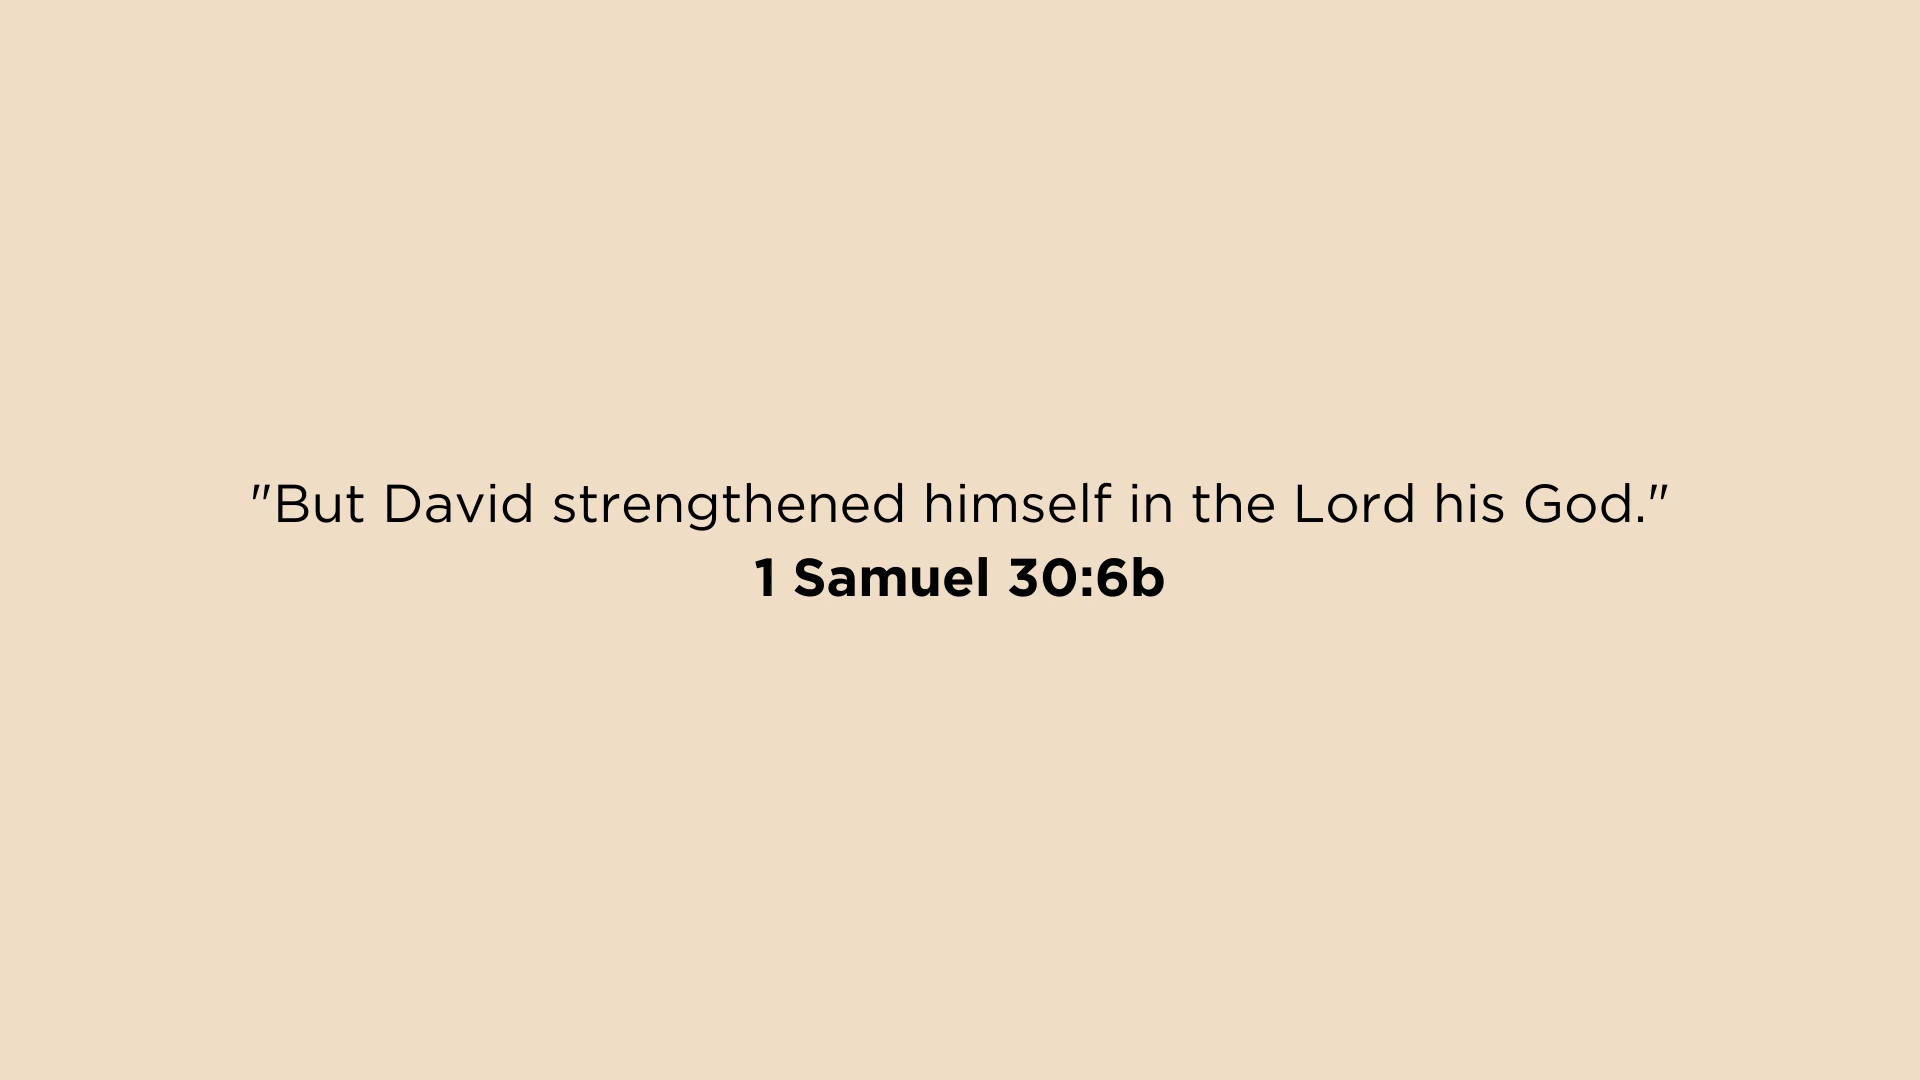 "But David strengthened himself in the Lord his God."
1 Samuel 30:6b